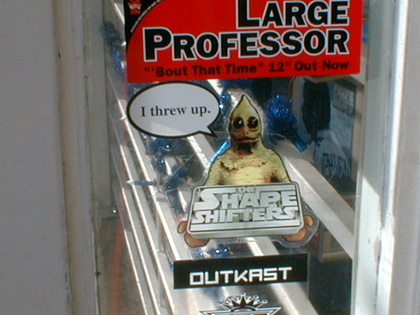 LARGE
PROFESSOR
"'Bout That Time" 12" Out Now
I threw up.
THE
SHAPE
SHIFTERS
OUTKAST